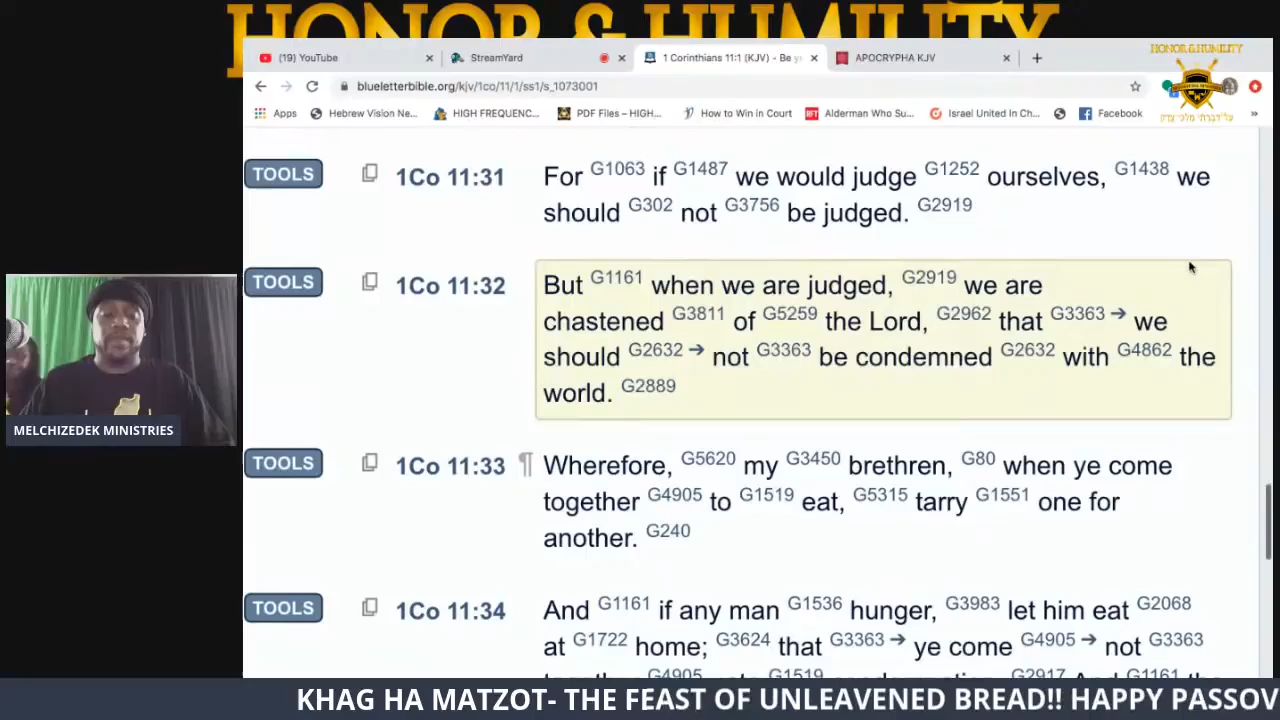 HONOR & HUMILITY
(19) YouTube
StreamYard
1 Corinthians 11:1 (KJV) - Be y
APOCRYPHA KJV
HONOR & HUMILITY
blueletterbible.org/kjv/1co/11/1/ss1/s_1073001
Apps
Hebrew Vision Ne...
HIGH FREQUENC...
PDF Files – HIGH...
How to Win in Court
Alderman Who Su...
Israel United In Ch...
Facebook
»
על־דברתי מלכי־צדק
TOOLS
1Co 11:31
For G1063 if G1487 we would judge G1252 ourselves, G1438 we
should G302 not G3756 be judged. G2919
TOOLS
1Co 11:32
But G1161 when we are judged, G2919 we are
chastened G3811 of G5259 the Lord, G2962 that G3363 → we
should G2632 → not G3363 be condemned G2632 with G4862 the
world. G2889
TOOLS
1Co 11:33
¶ Wherefore, G5620 my G3450 brethren, G80 when ye come
together G4905 to G1519 eat, G5315 tarry G1551 one for
another. G240
TOOLS
1Co 11:34
And G1161 if any man G1536 hunger, G3983 let him eat G2068
at G1722 home; G3624 that G3363 → ye come G4905 → not G3363
MELCHIZEDEK MINISTRIES
KHAG HA MATZOT- THE FEAST OF UNLEAVENED BREAD!! HAPPY PASSOV